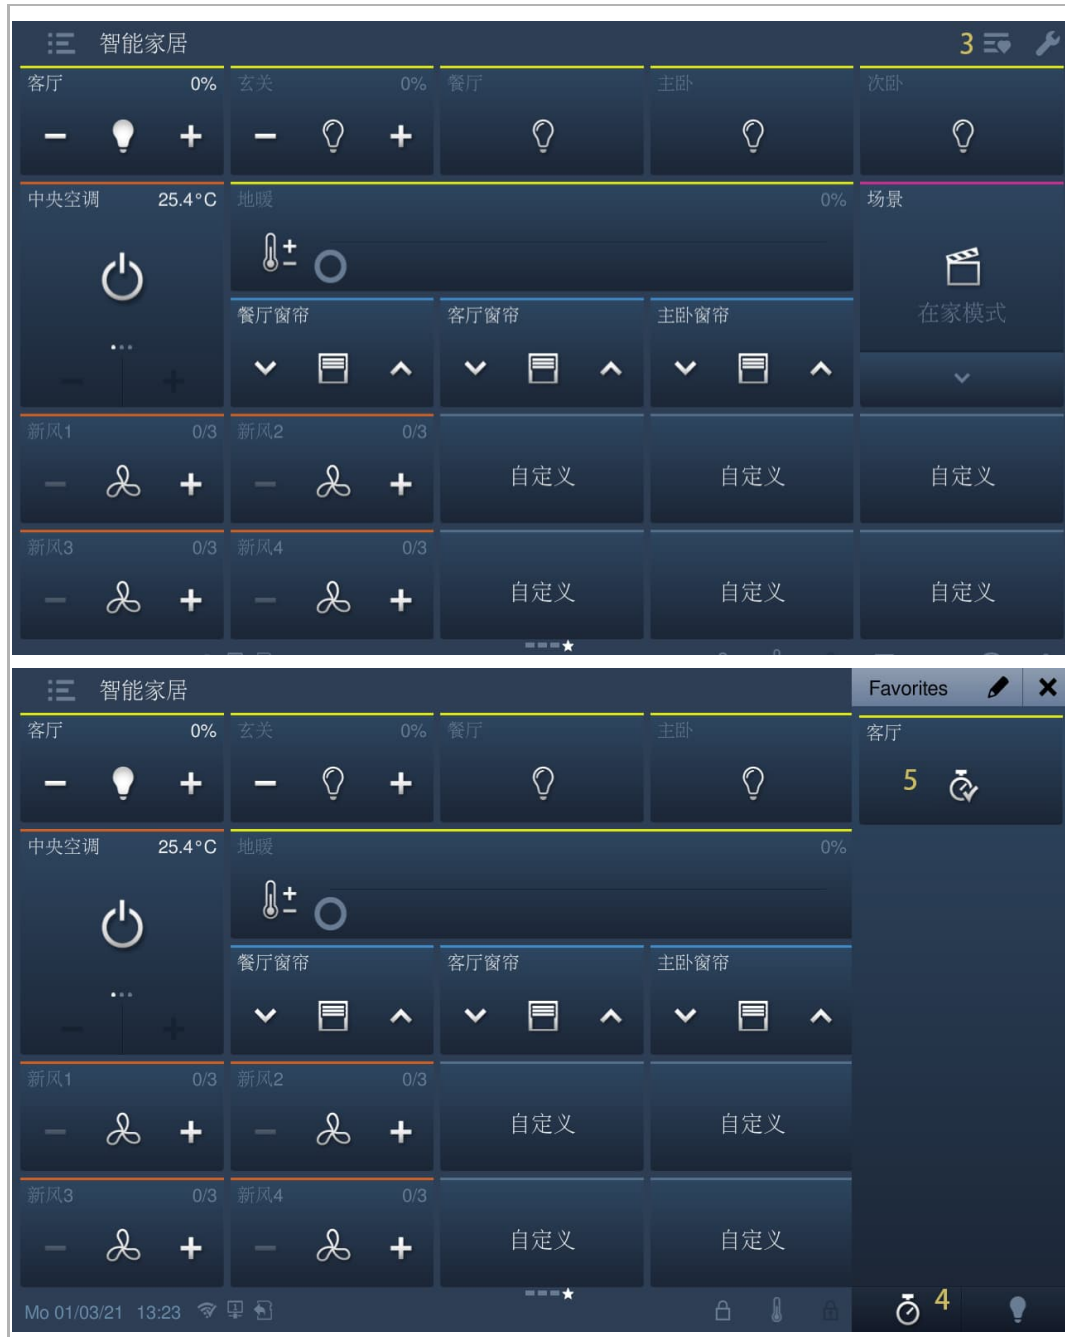 智能家居 3
客厅 0% 玄关 0% 餐厅 主卧 次卧
中央空调 25.4°C 地暖 0% 场景
在家模式
餐厅窗帘 客厅窗帘 主卧窗帘
新风1 0/3 新风2 0/3
自定义 自定义 自定义
新风3 0/3 新风4 0/3
自定义 自定义 自定义
智能家居 Favorites
客厅 0% 玄关 0% 餐厅 主卧 客厅
5
中央空调 25.4°C 地暖 0%
餐厅窗帘 客厅窗帘 主卧窗帘
新风1 0/3 新风2 0/3
自定义 自定义
新风3 0/3 新风4 0/3
自定义 自定义
Mo 01/03/21 13:23 4